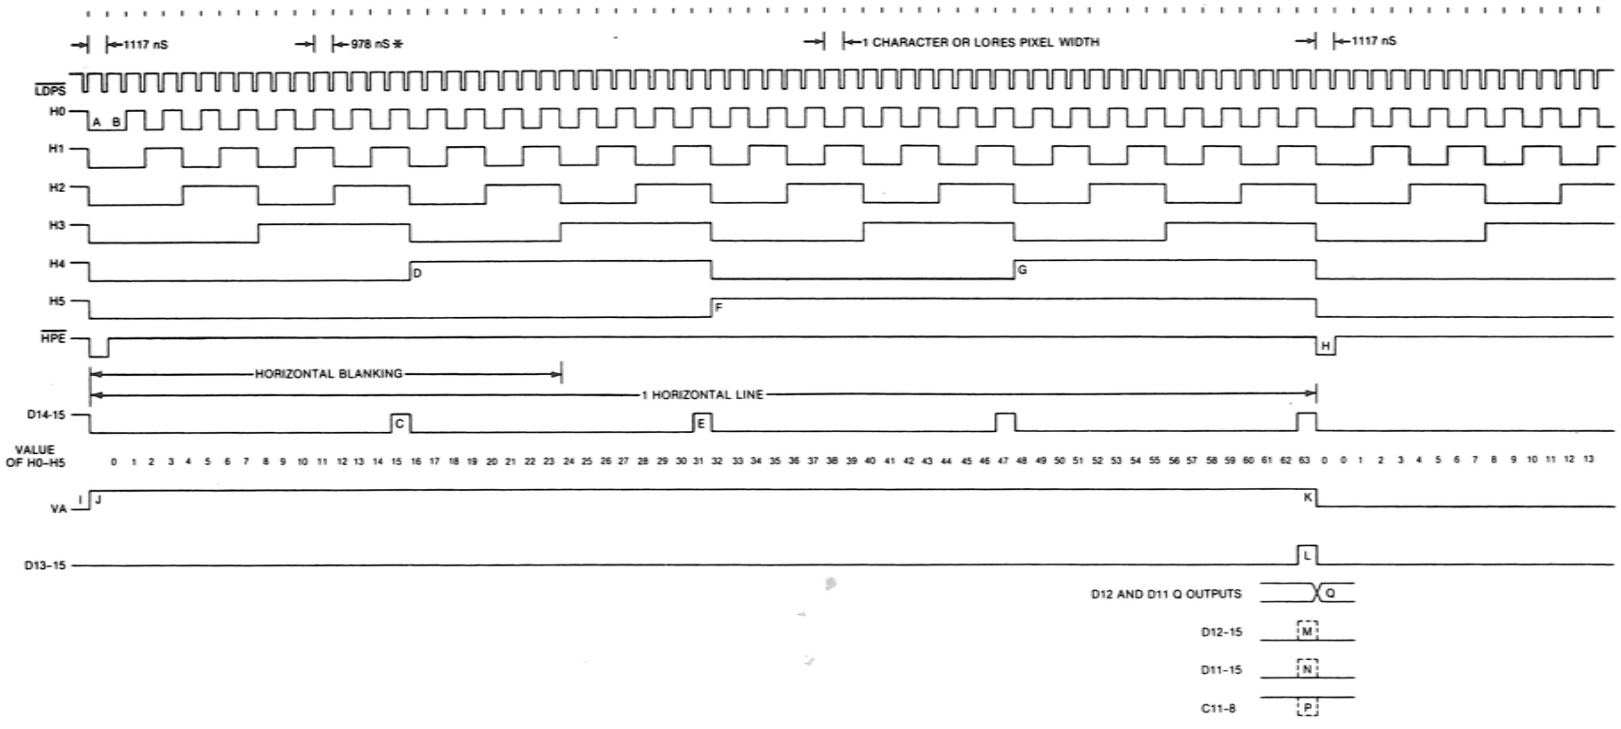 1117 nS
978 nS *
1 CHARACTER OR LORES PIXEL WIDTH
1117 nS
LDPS
H0
A B
H1
H2
H3
H4
D
G
H5
F
HPE
H
HORIZONTAL BLANKING
1 HORIZONTAL LINE
D14-15
C
E
VALUE
OF H0-H5
0 1 2 3 4 5 6 7 8 9 10 11 12 13 14 15 16 17 18 19 20 21 22 23 24 25 26 27 28 29 30 31 32 33 34 35 36 37 38 39 40 41 42 43 44 45 46 47 48 49 50 51 52 53 54 55 56 57 58 59 60 61 62 63 0 0 1 2 3 4 5 6 7 8 9 10 11 12 13
VA
I J
K
D13-15
L
D12 AND D11 Q OUTPUTS
Q
D12-15
M
D11-15
N
C11-8
P